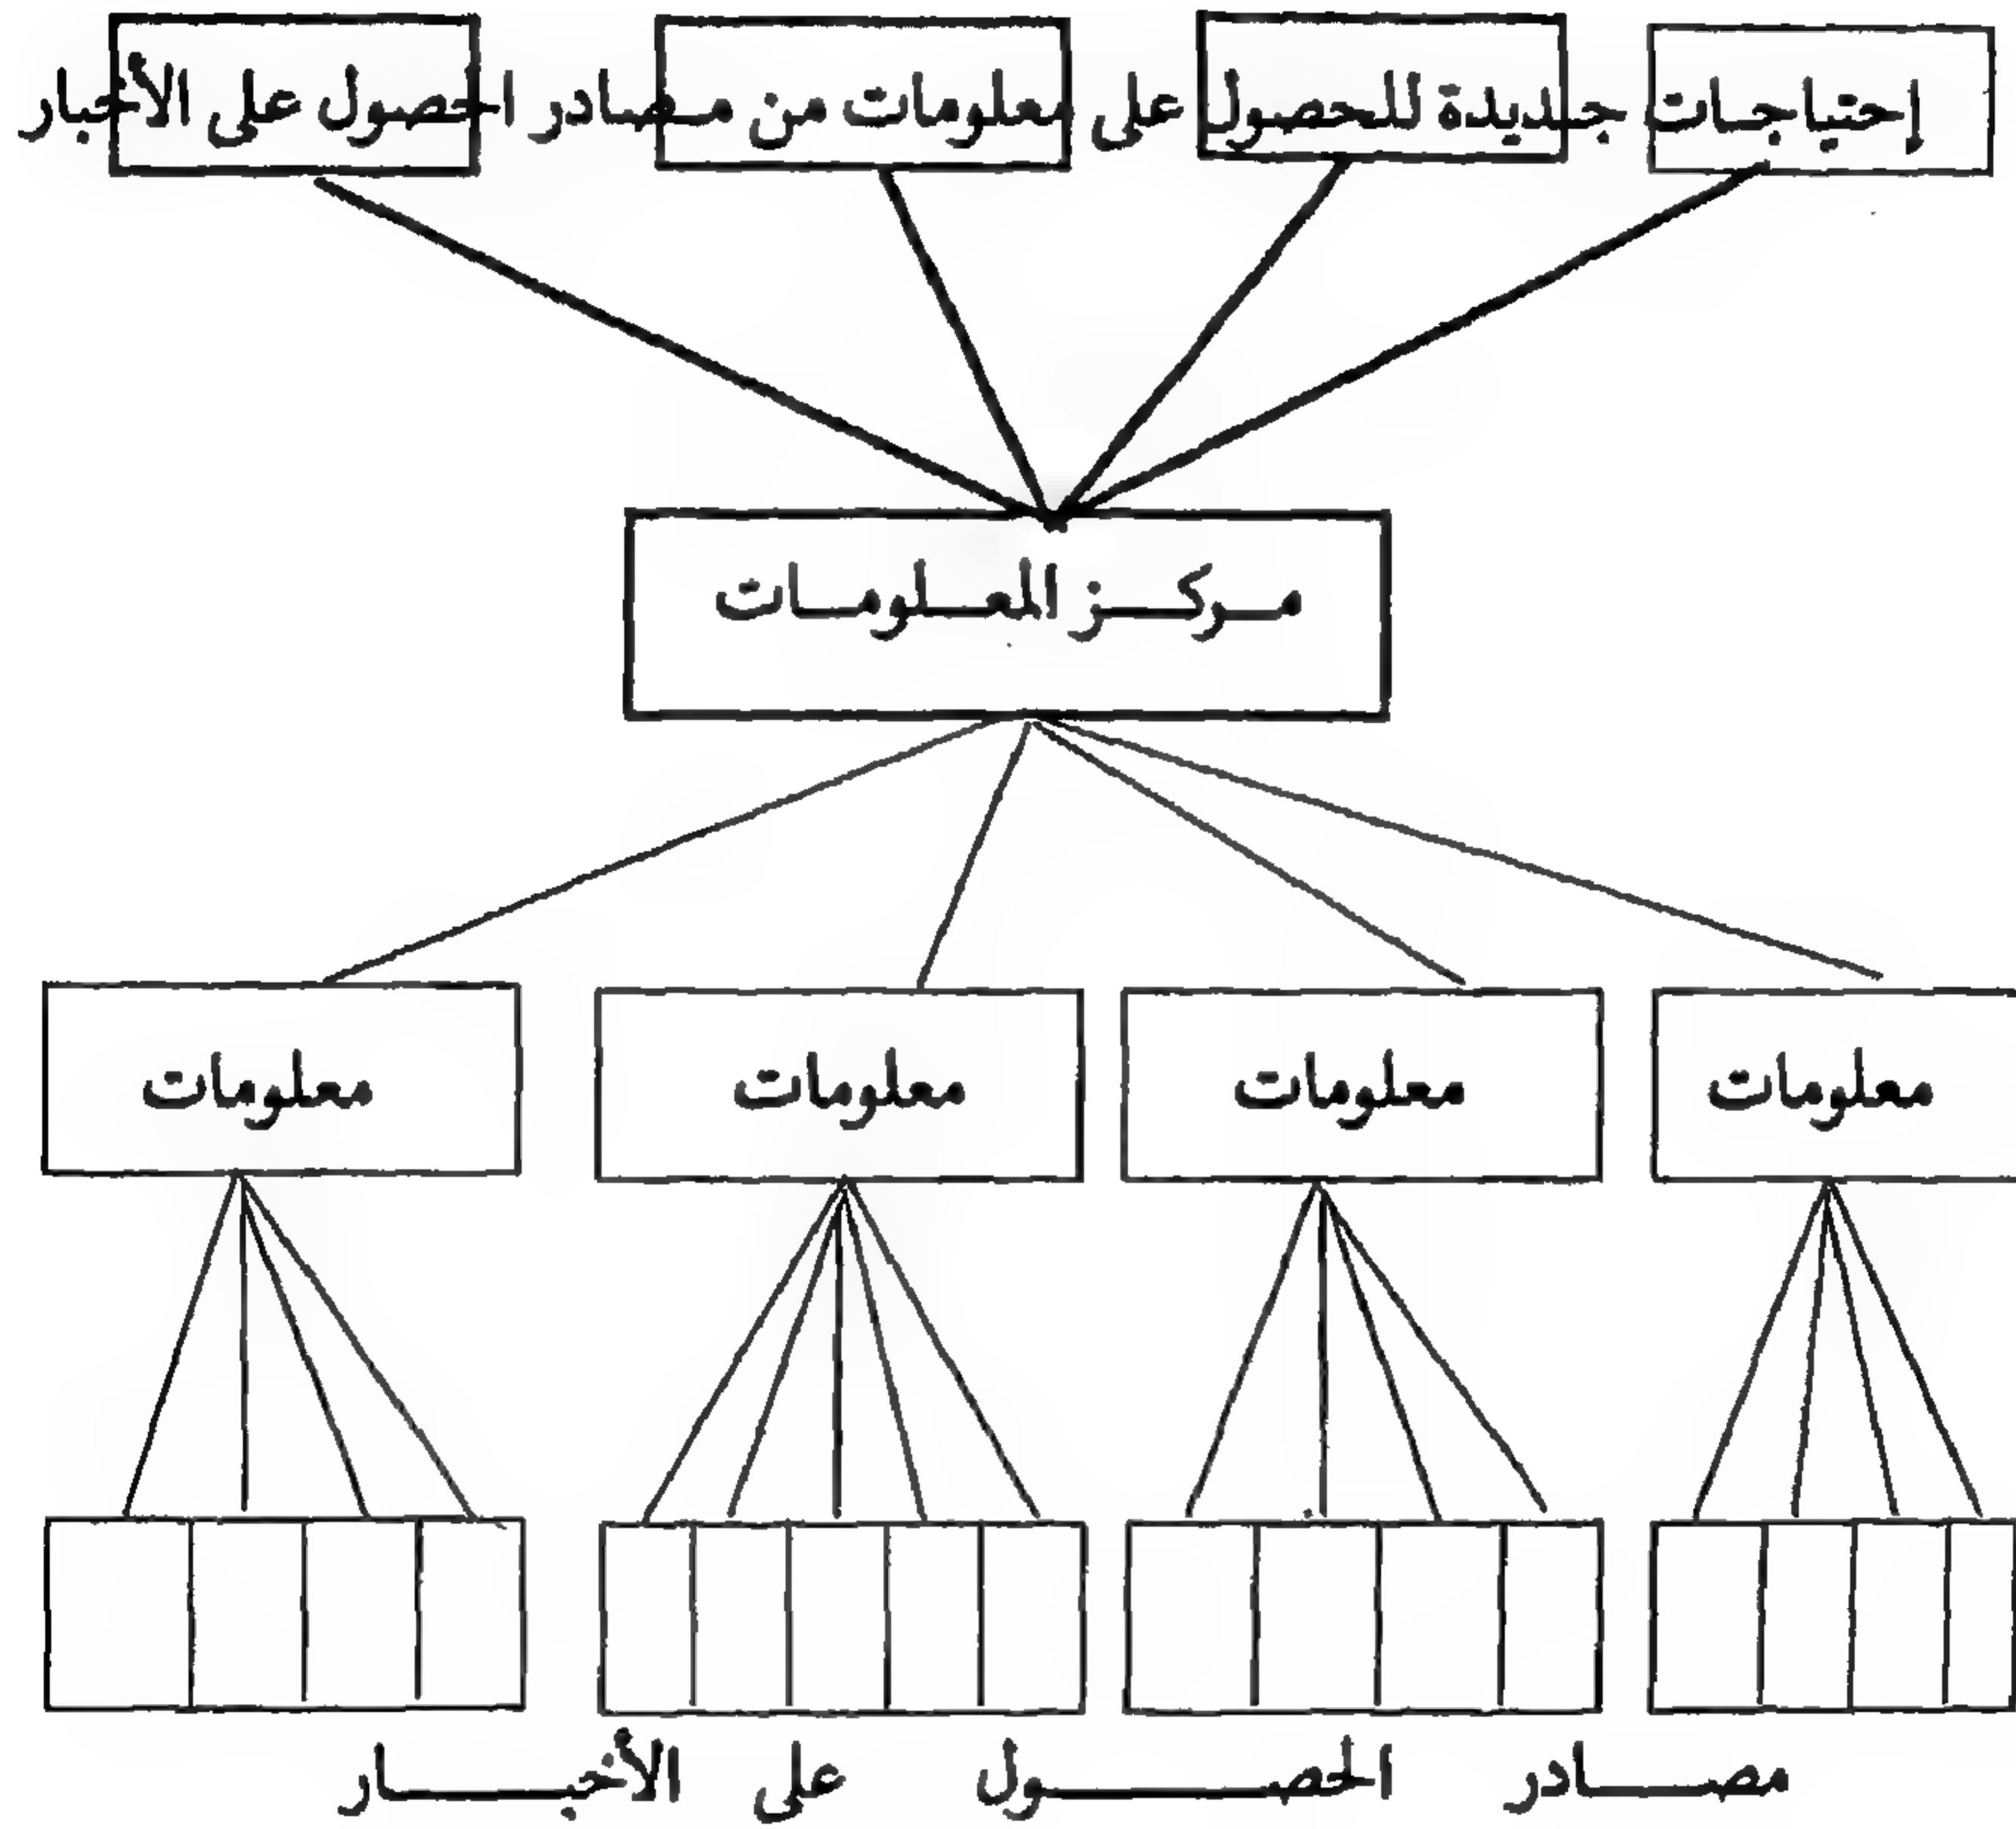 إحتياجات جديدة للحصول على معلومات من مصادر الحصول على الأخبار
مركز المعلومات
معلومات معلومات معلومات معلومات
مصادر الحصول على الأخبار